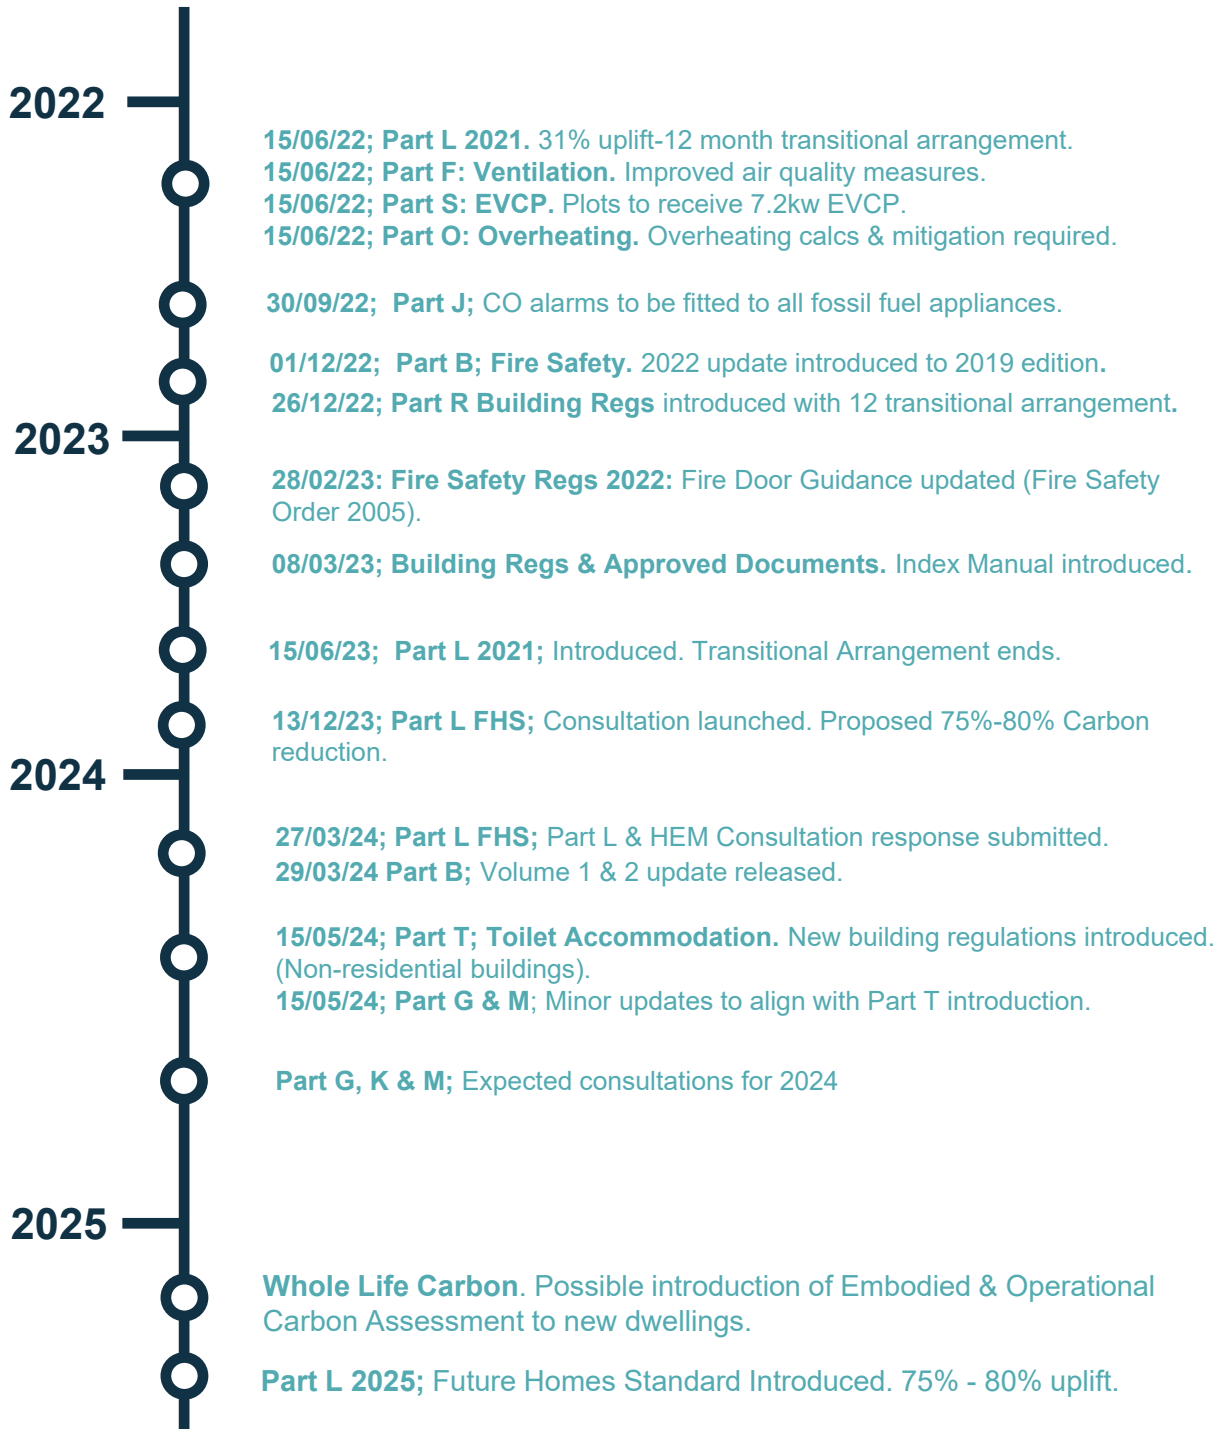 2022
15/06/22; Part L 2021. 31% uplift-12 month transitional arrangement.
15/06/22; Part F: Ventilation. Improved air quality measures.
15/06/22; Part S: EVCP. Plots to receive 7.2kw EVCP.
15/06/22; Part O: Overheating. Overheating calcs & mitigation required.
30/09/22; Part J; CO alarms to be fitted to all fossil fuel appliances.
01/12/22; Part B; Fire Safety. 2022 update introduced to 2019 edition.
26/12/22; Part R Building Regs introduced with 12 transitional arrangement.
2023
28/02/23: Fire Safety Regs 2022: Fire Door Guidance updated (Fire Safety
Order 2005).
08/03/23; Building Regs & Approved Documents. Index Manual introduced.
15/06/23; Part L 2021; Introduced. Transitional Arrangement ends.
13/12/23; Part L FHS; Consultation launched. Proposed 75%-80% Carbon
reduction.
2024
27/03/24; Part L FHS; Part L & HEM Consultation response submitted.
29/03/24 Part B; Volume 1 & 2 update released.
15/05/24; Part T; Toilet Accommodation. New building regulations introduced.
(Non-residential buildings).
15/05/24; Part G & M; Minor updates to align with Part T introduction.
Part G, K & M; Expected consultations for 2024
2025
Whole Life Carbon. Possible introduction of Embodied & Operational
Carbon Assessment to new dwellings.
Part L 2025; Future Homes Standard Introduced. 75% - 80% uplift.